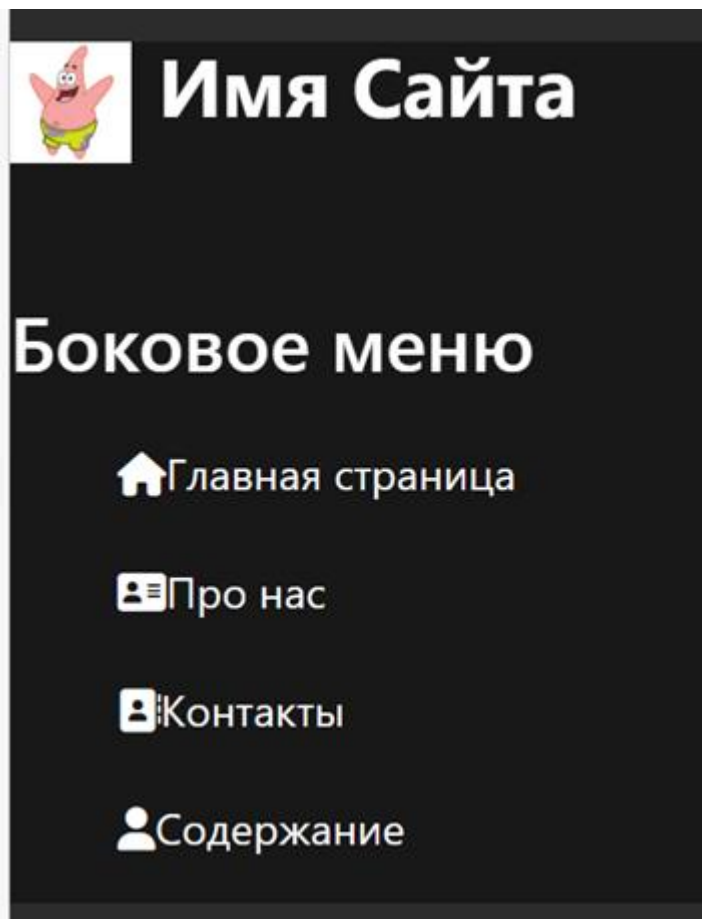 Имя Сайта
Боковое меню
Главная страница
Про нас
Контакты
Содержание